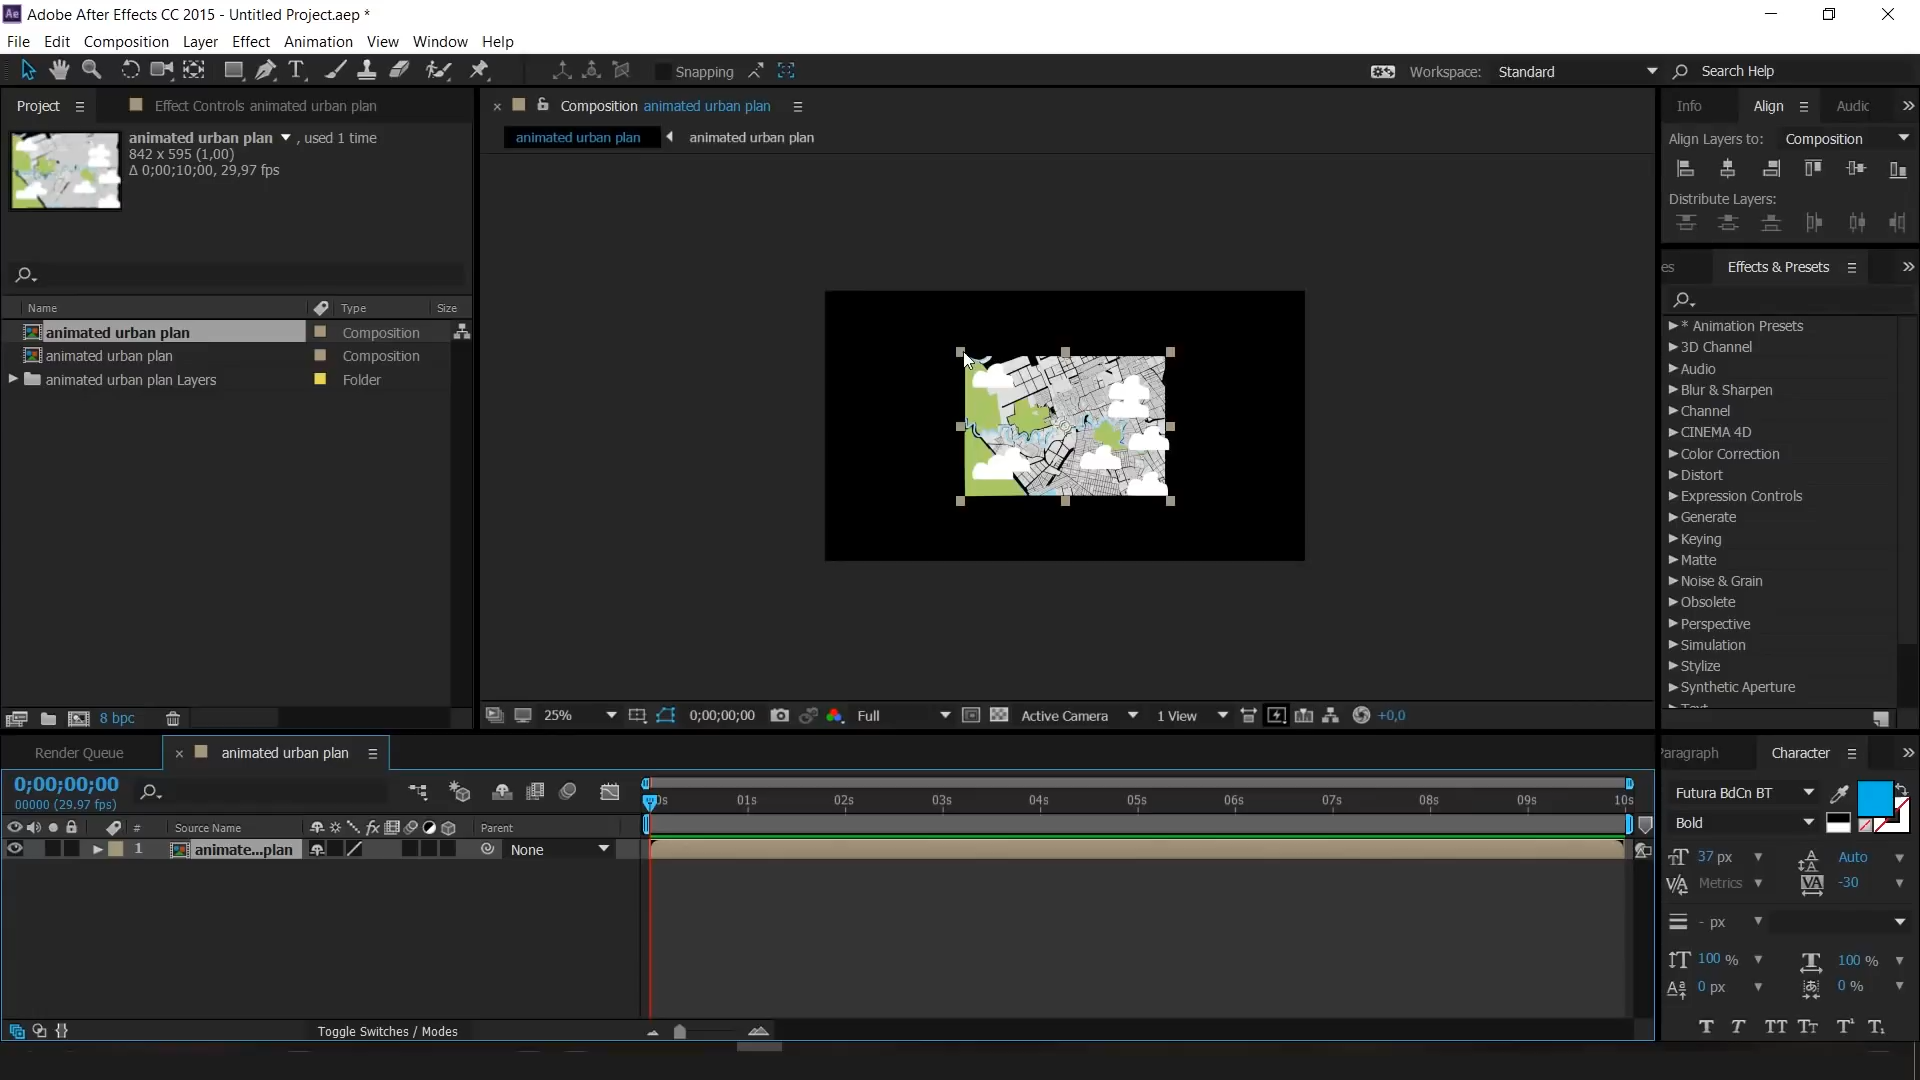 Adobe After Effects CC 2015 - Untitled Project.aep *
File Edit Composition Layer Effect Animation View Window Help
Snapping
Workspace: Standard
Search Help
Project
Effect Controls animated urban plan
animated urban plan , used 1 time
842 x 595 (1,00)
Δ 0;00;10;00, 29,97 fps
Name Type Size
animated urban plan Composition
animated urban plan Composition
animated urban plan Layers Folder
8 bpc
Composition animated urban plan
animated urban plan animated urban plan
25% 0;00;00;00 Full Active Camera 1 View +0,0
Info Align Audic
Align Layers to: Composition
Distribute Layers:
es Effects & Presets
* Animation Presets
3D Channel
Audio
Blur & Sharpen
Channel
CINEMA 4D
Color Correction
Distort
Expression Controls
Generate
Keying
Matte
Noise & Grain
Obsolete
Perspective
Simulation
Stylize
Synthetic Aperture
Render Queue animated urban plan
0;00;00;00
00000 (29.97 fps)
01s 02s 03s 04s 05s 06s 07s 08s 09s 10s
# Source Name fx Parent
1 animate...plan None
Toggle Switches / Modes
Paragraph Character
Futura BdCn BT
Bold
37 px Auto
Metrics -30
- px
100 % 100 %
0 px 0 %
T T TT Tt T¹ T₁